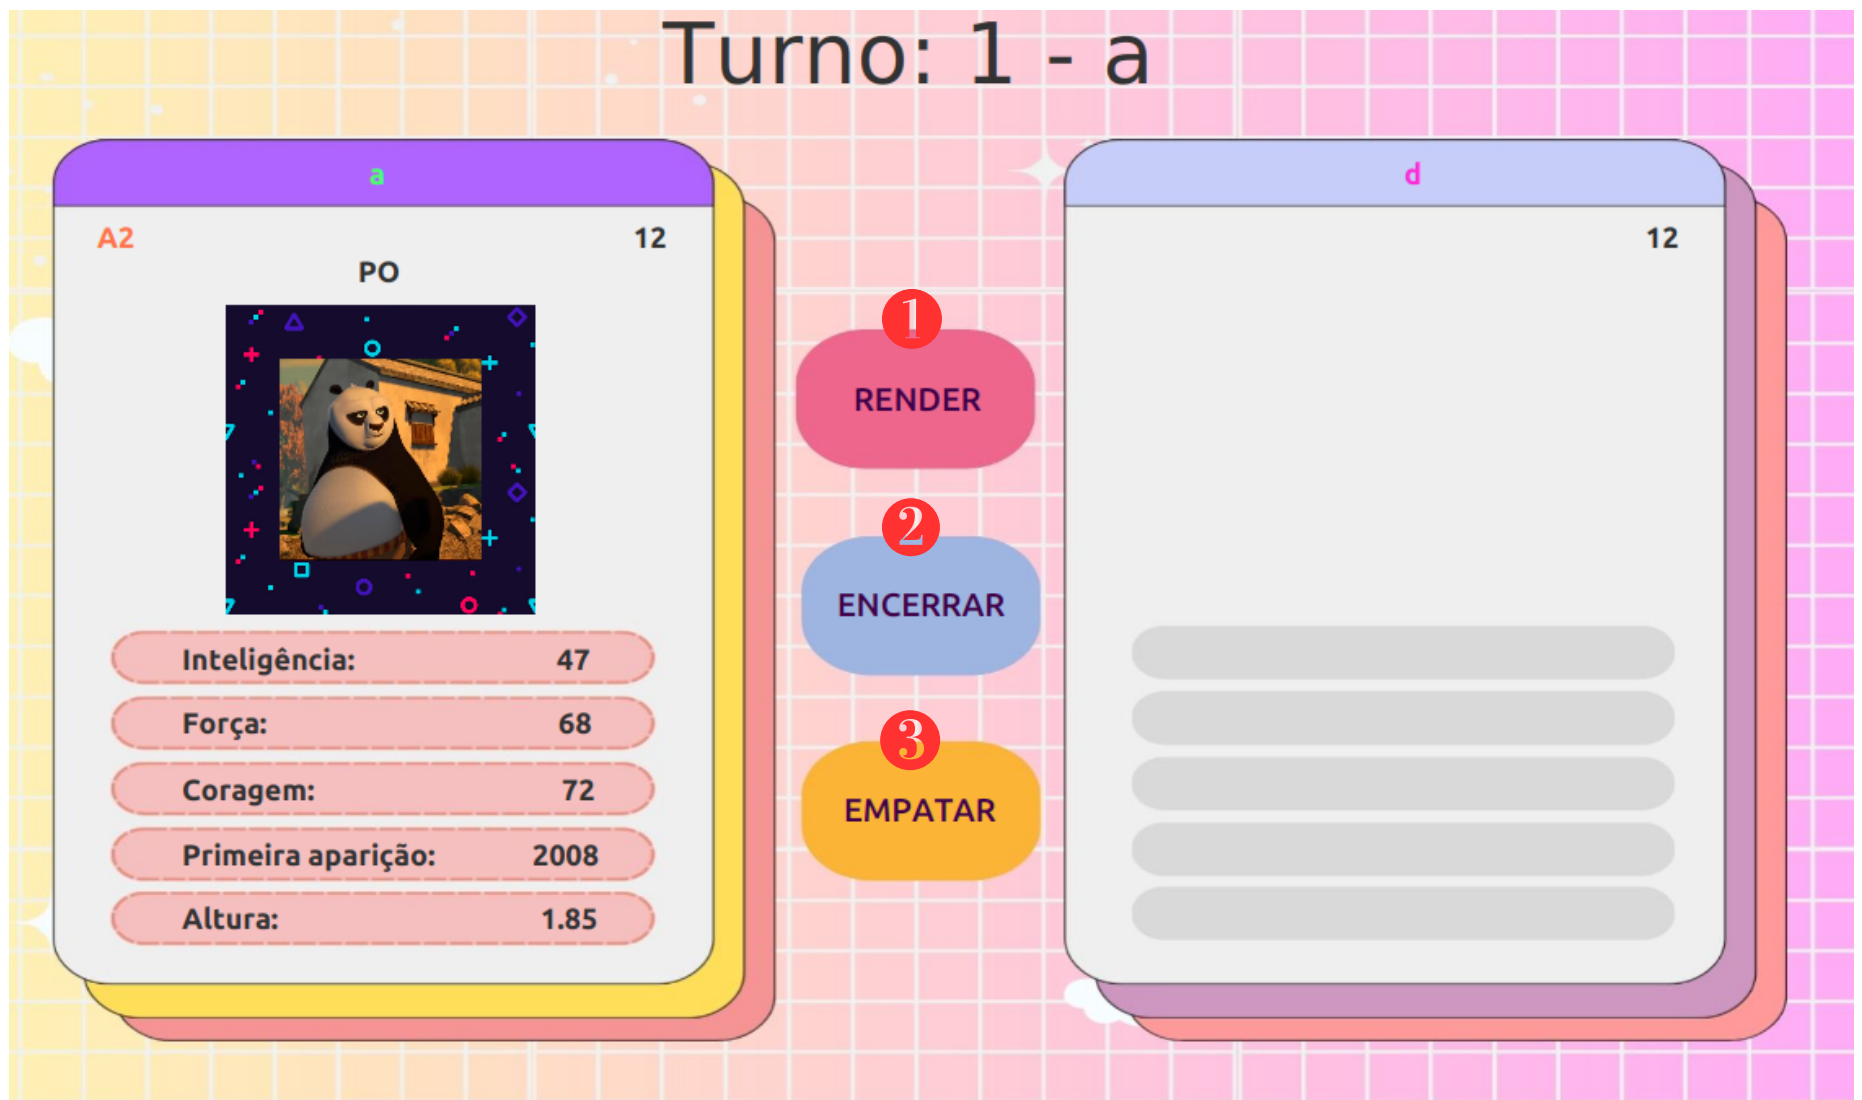 Turno: 1 - a
a
A2 12
PO
Inteligência: 47
Força: 68
Coragem: 72
Primeira aparição: 2008
Altura: 1.85
1
RENDER
2
ENCERRAR
3
EMPATAR
d
12